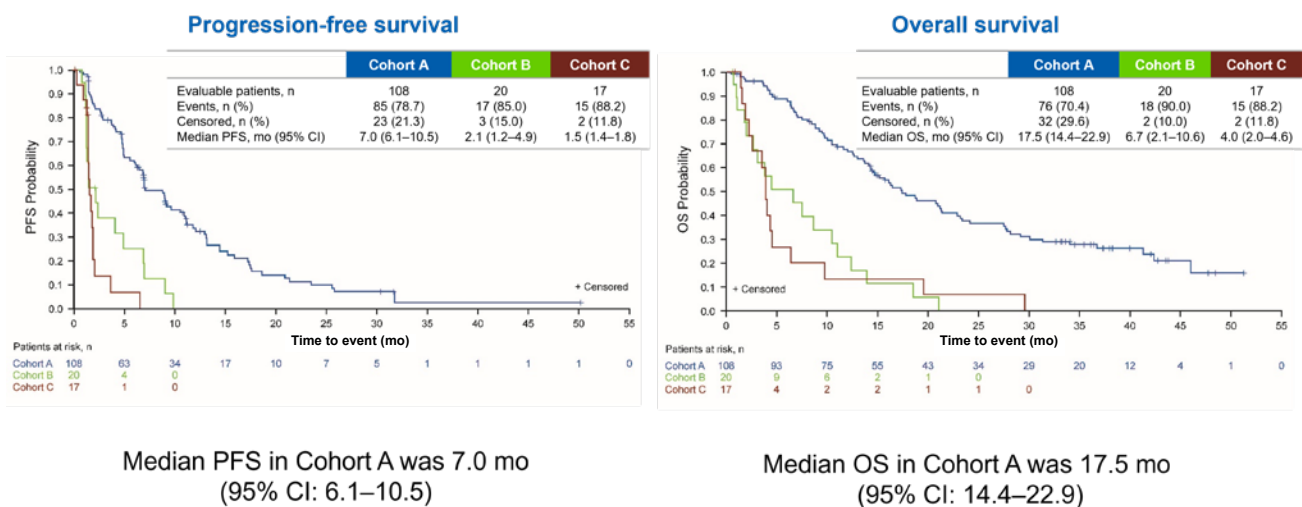 Progression-free survival
Cohort A Cohort B Cohort C
Evaluable patients, n 108 20 17
Events, n (%) 85 (78.7) 17 (85.0) 15 (88.2)
Censored, n (%) 23 (21.3) 3 (15.0) 2 (11.8)
Median PFS, mo (95% CI) 7.0 (6.1–10.5) 2.1 (1.2–4.9) 1.5 (1.4–1.8)
PFS Probability
1.0
0.9
0.8
0.7
0.6
0.5
0.4
0.3
0.2
0.1
0.0
+ Censored
0 5 10 15 20 25 30 35 40 45 50 55
Time to event (mo)
Patients at risk, n
Cohort A 108 63 34 17 10 7 5 1 1 1 1 0
Cohort B 20 4 0
Cohort C 17 1 0
Median PFS in Cohort A was 7.0 mo
(95% CI: 6.1–10.5)
Overall survival
Cohort A Cohort B Cohort C
Evaluable patients, n 108 20 17
Events, n (%) 76 (70.4) 18 (90.0) 15 (88.2)
Censored, n (%) 32 (29.6) 2 (10.0) 2 (11.8)
Median OS, mo (95% CI) 17.5 (14.4–22.9) 6.7 (2.1–10.6) 4.0 (2.0–4.6)
OS Probability
1.0
0.9
0.8
0.7
0.6
0.5
0.4
0.3
0.2
0.1
0.0
+ Censored
0 5 10 15 20 25 30 35 40 45 50 55
Time to event (mo)
Patients at risk, n
Cohort A 108 93 75 55 43 34 29 20 12 4 1 0
Cohort B 20 9 6 2 1 0
Cohort C 17 4 2 2 1 1 0
Median OS in Cohort A was 17.5 mo
(95% CI: 14.4–22.9)